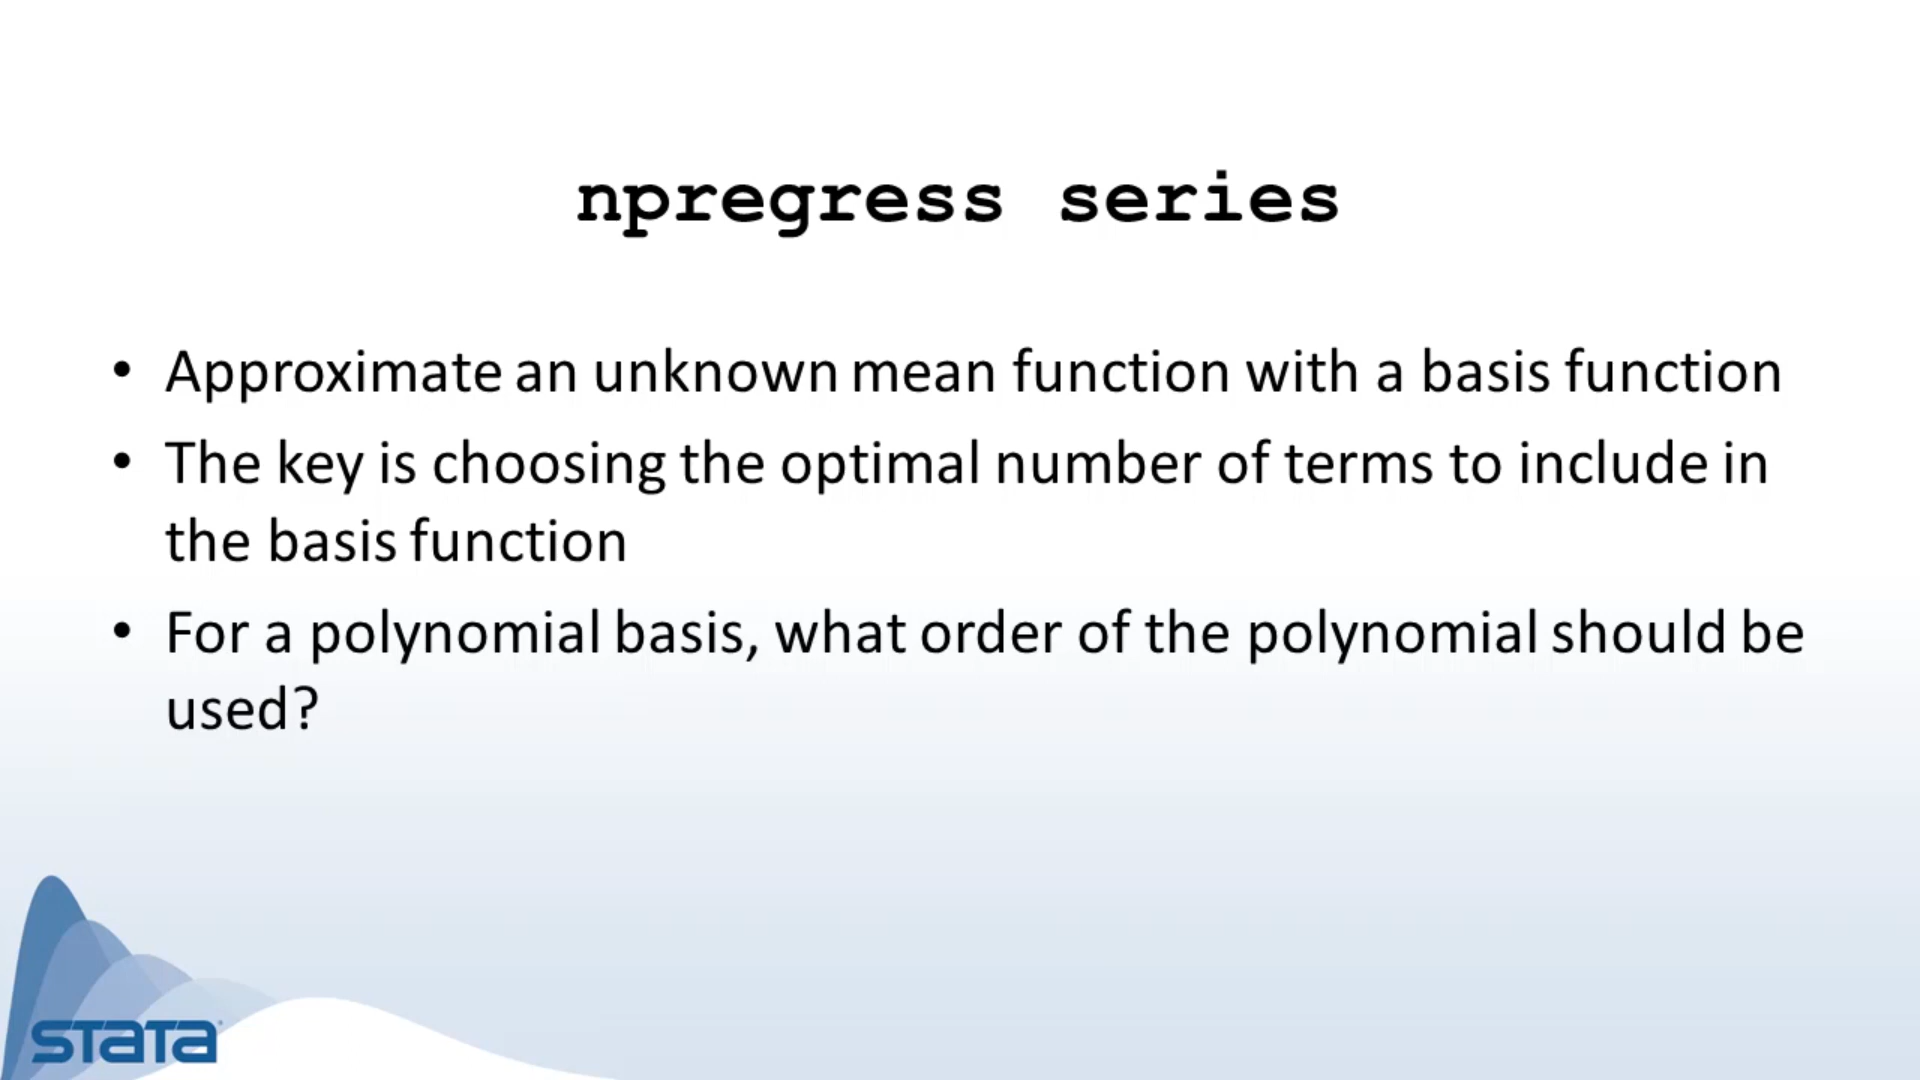 npregress series
• Approximate an unknown mean function with a basis function
• The key is choosing the optimal number of terms to include in
the basis function
• For a polynomial basis, what order of the polynomial should be
used?
stata